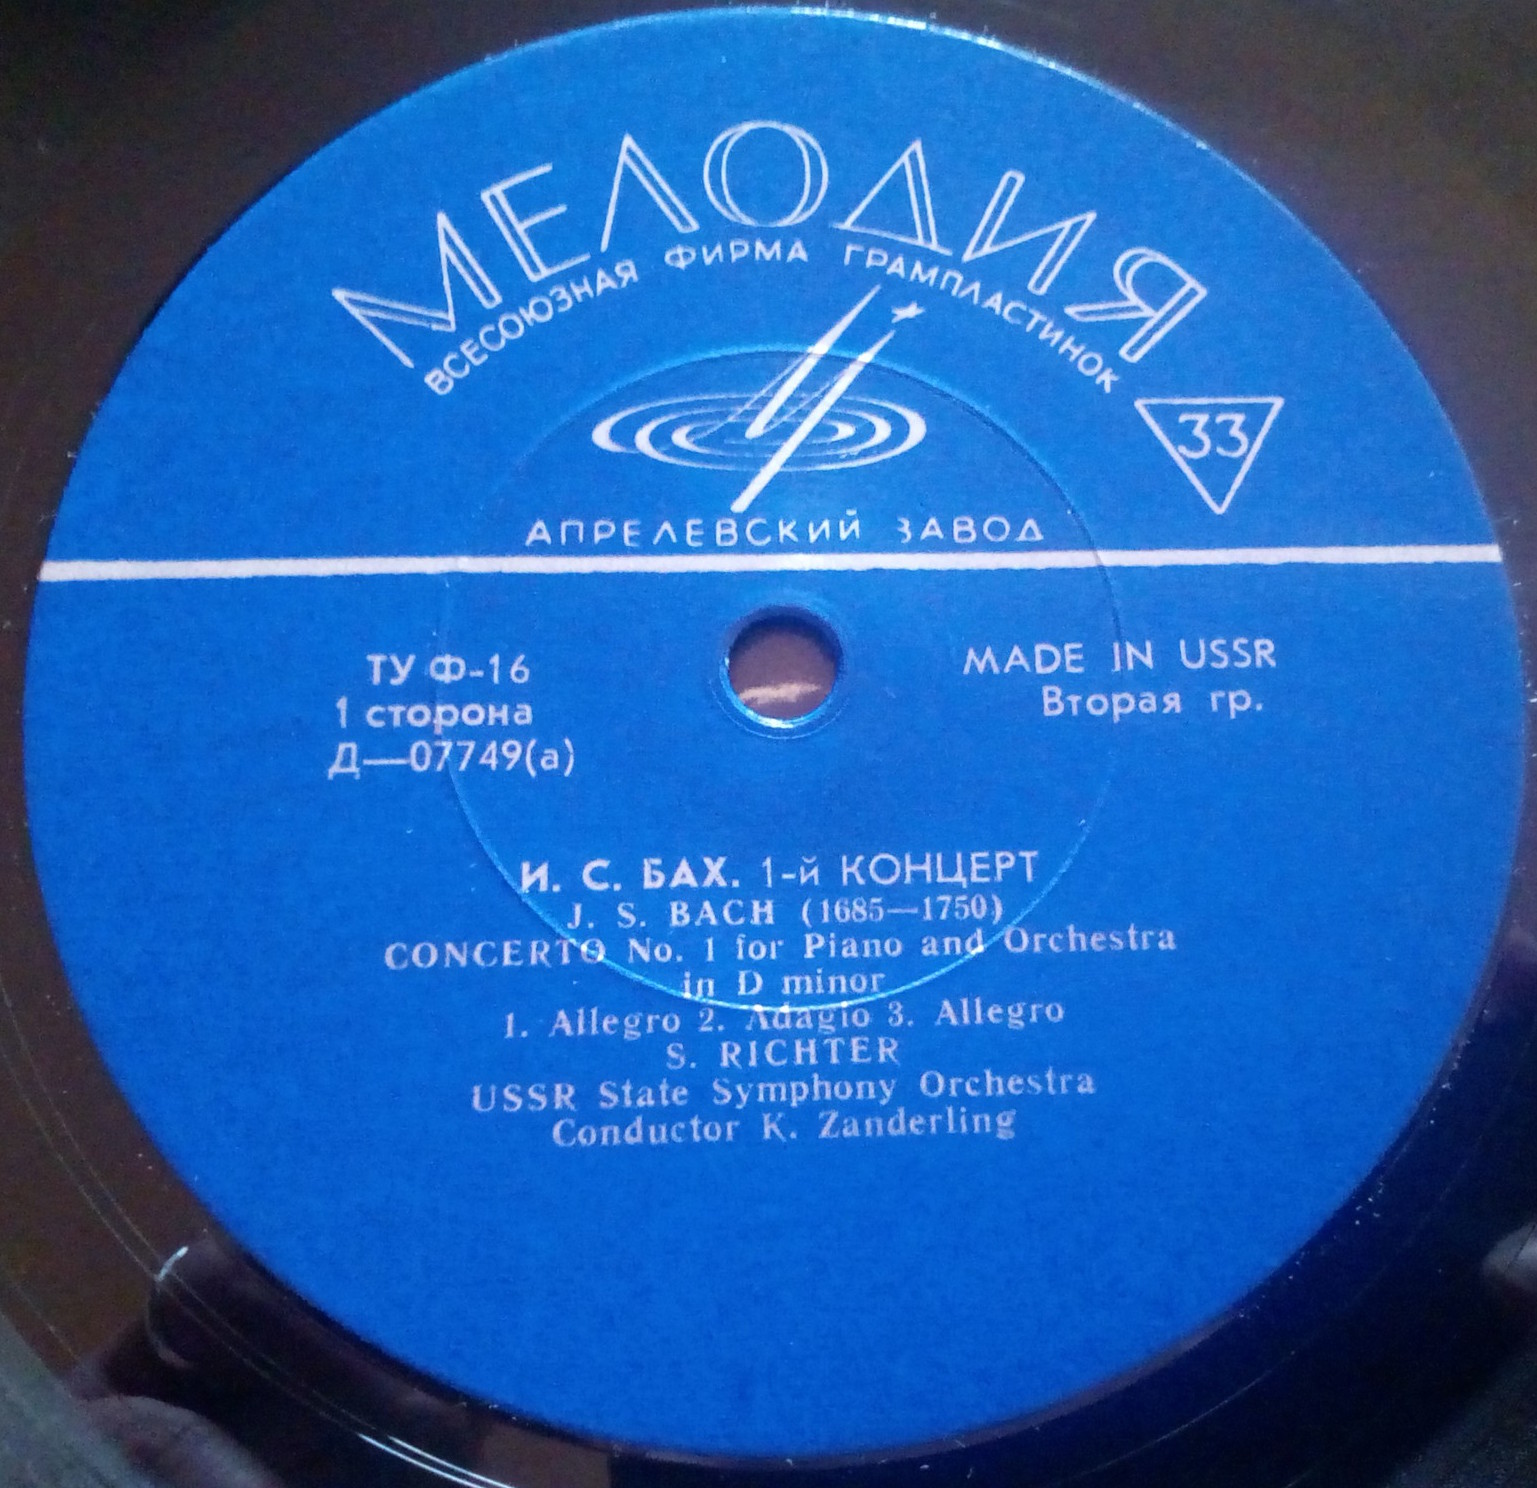 МЕЛОДИЯ
ВСЕСОЮЗНАЯ ФИРМА ГРАМПЛАСТИНОК
33
АПРЕЛЕВСКИЙ ЗАВОД
ТУ Ф-16
1 сторона
Д—07749(а)
MADE IN USSR
Вторая гр.
И. С. БАХ. 1-й КОНЦЕРТ
J. S. BACH (1685—1750)
CONCERTO No. 1 for Piano and Orchestra
in D minor
1. Allegro 2. Adagio 3. Allegro
S. RICHTER
USSR State Symphony Orchestra
Conductor K. Zanderling